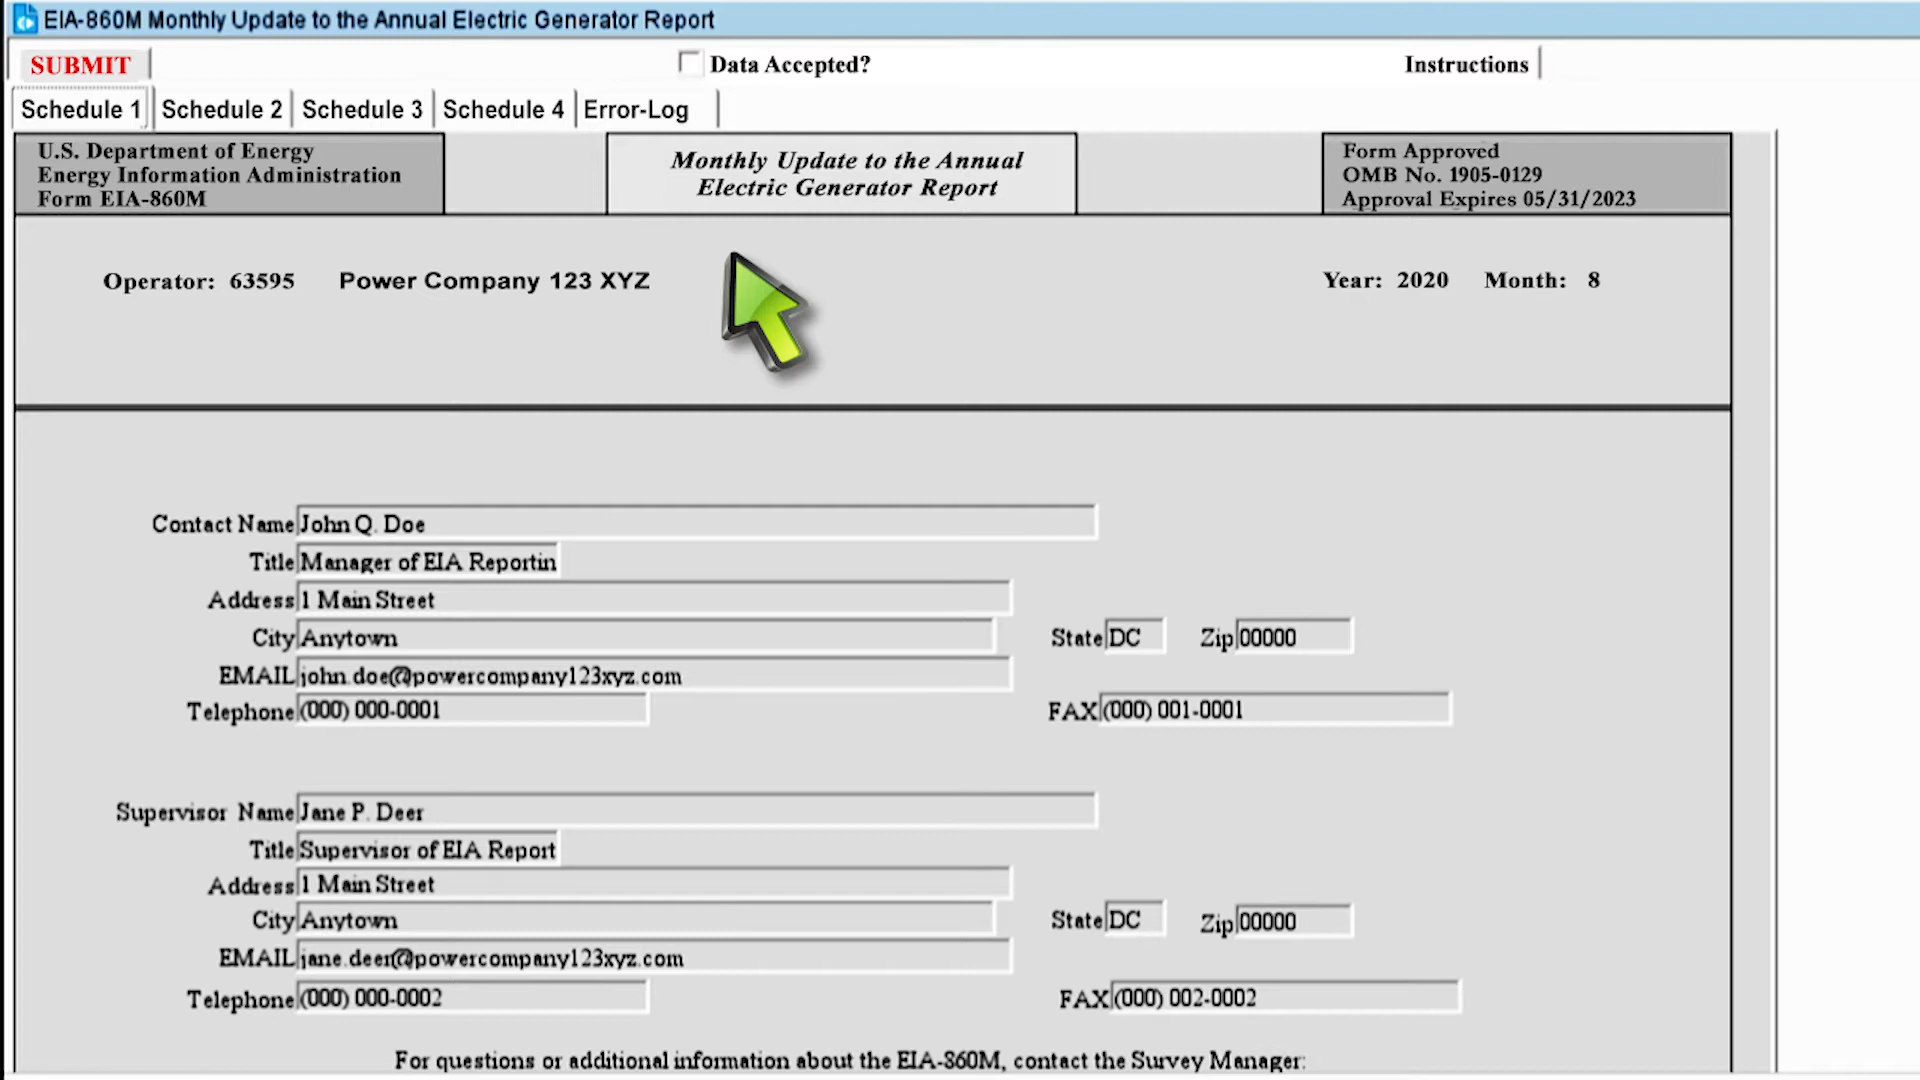 EIA-860M Monthly Update to the Annual Electric Generator Report
SUBMIT
Data Accepted?
Instructions
Schedule 1 Schedule 2 Schedule 3 Schedule 4 Error-Log
U.S. Department of Energy
Energy Information Administration
Form EIA-860M
Monthly Update to the Annual
Electric Generator Report
Form Approved
OMB No. 1905-0129
Approval Expires 05/31/2023
Operator: 63595 Power Company 123 XYZ
Year: 2020 Month: 8
Contact Name John Q. Doe
Title Manager of EIA Reportin
Address 1 Main Street
City Anytown State DC Zip 00000
EMAIL john.doe@powercompany123xyz.com
Telephone (000) 000-0001 FAX (000) 001-0001
Supervisor Name Jane P. Deer
Title Supervisor of EIA Report
Address 1 Main Street
City Anytown State DC Zip 00000
EMAIL jane.deer@powercompany123xyz.com
Telephone (000) 000-0002 FAX (000) 002-0002
For questions or additional information about the EIA-860M, contact the Survey Manager: